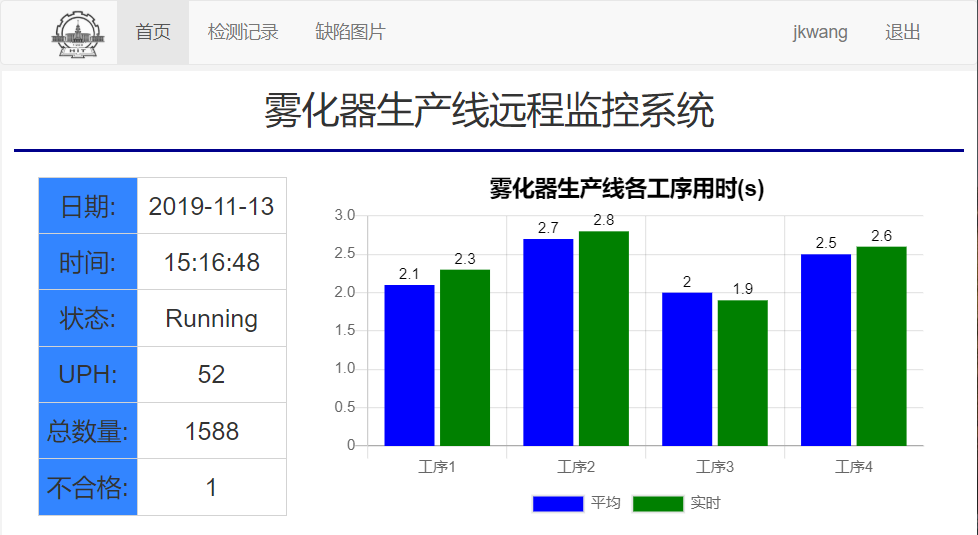 HIT
首页 检测记录 缺陷图片 jkwang 退出
雾化器生产线远程监控系统
日期: 2019-11-13
时间: 15:16:48
状态: Running
UPH: 52
总数量: 1588
不合格: 1
雾化器生产线各工序用时(s)
3.0
2.5
2.0
1.5
1.0
0.5
0
2.1 2.3 2.7 2.8 2 1.9 2.5 2.6
工序1 工序2 工序3 工序4
平均 实时